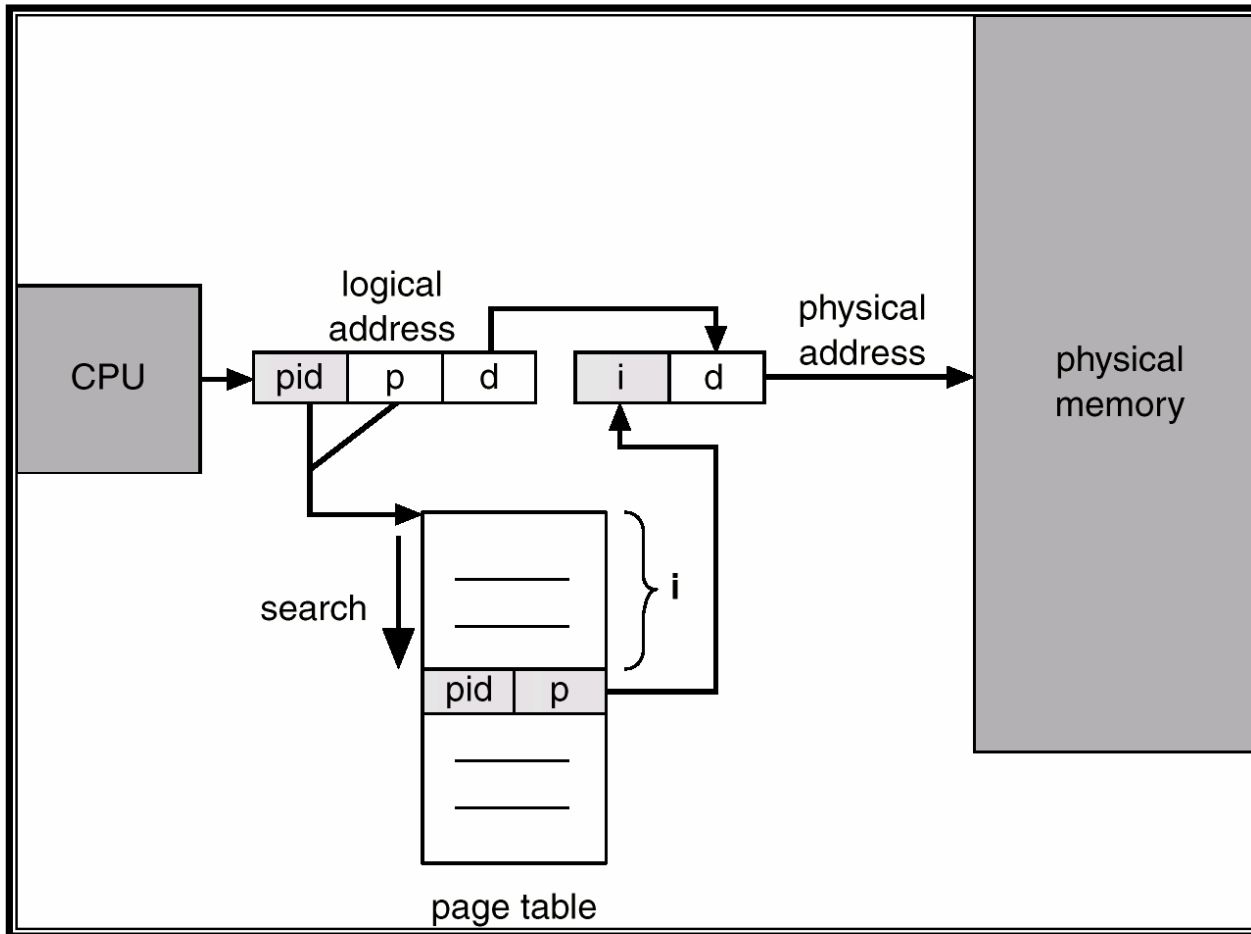 logical
address
physical
address
CPU
pid
p
d
i
d
physical
memory
search
i
pid
p
page table